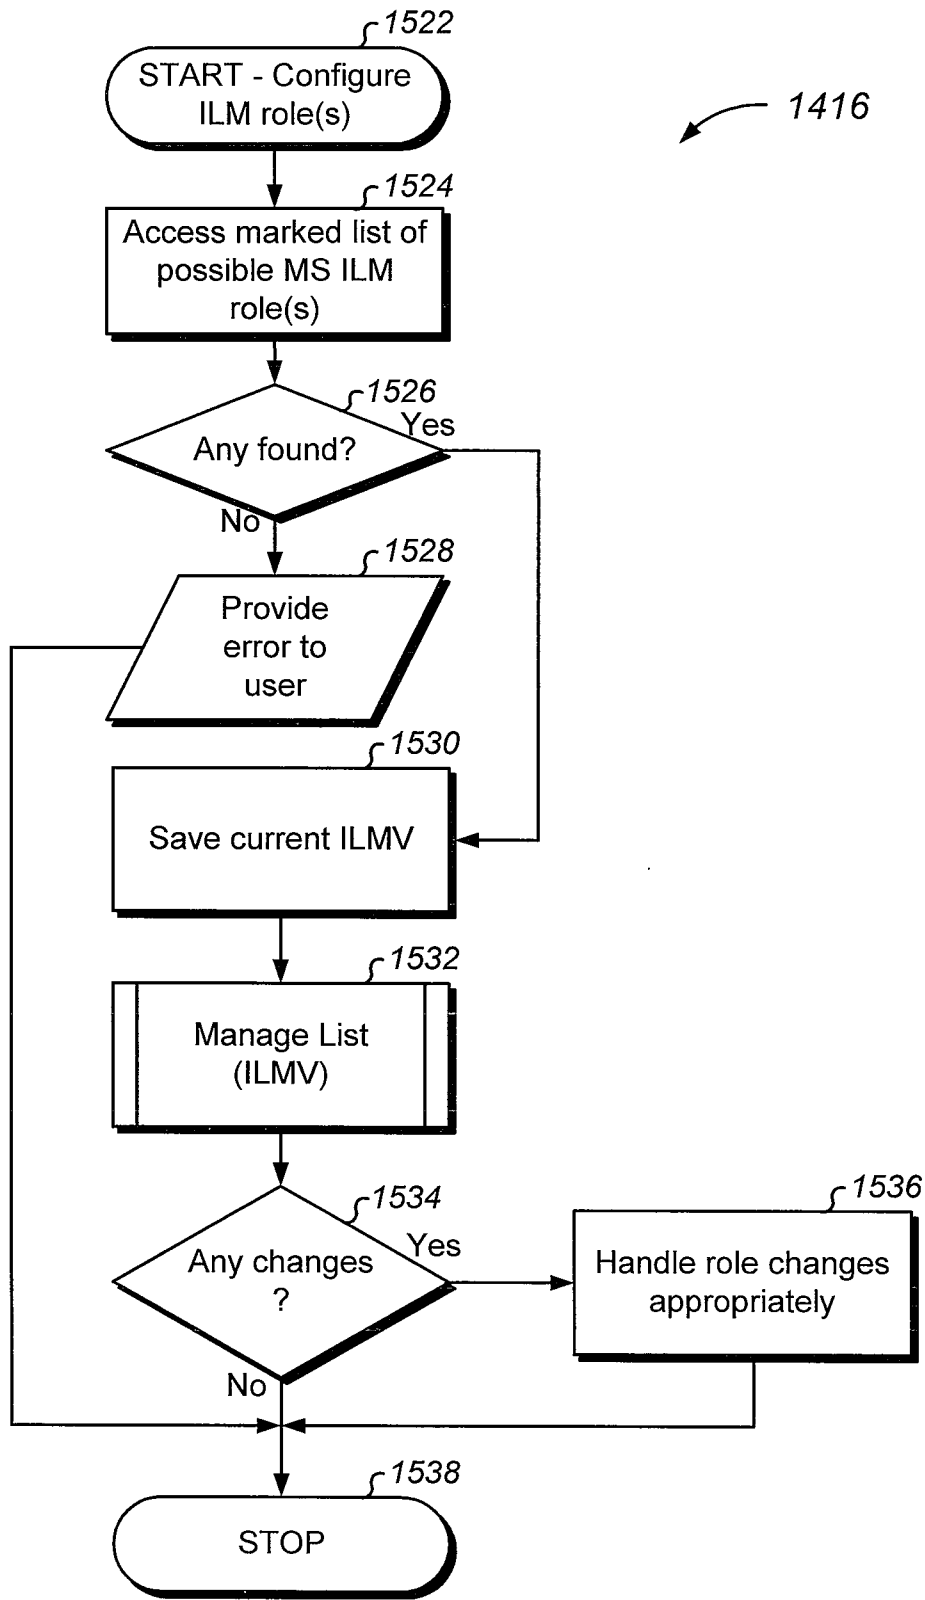 1522
START - Configure
ILM role(s)
1416
1524
Access marked list of
possible MS ILM
role(s)
1526
Yes
Any found?
No
1528
Provide
error to
user
1530
Save current ILMV
1532
Manage List
(ILMV)
1534
Yes
Any changes
?
No
1536
Handle role changes
appropriately
1538
STOP